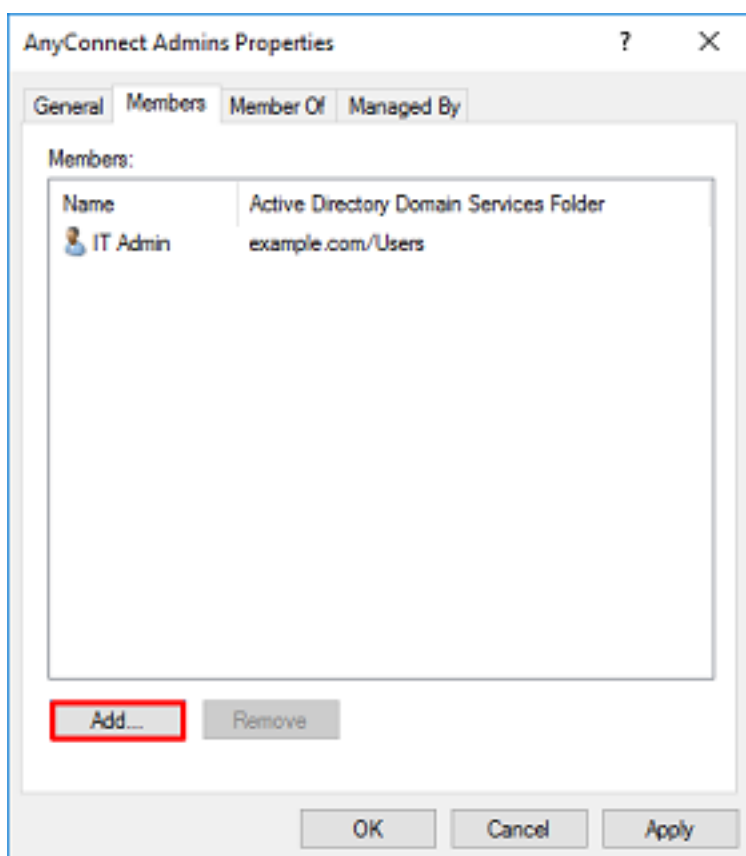 AnyConnect Admins Properties ? ×
General Members Member Of Managed By
Members:
Name Active Directory Domain Services Folder
IT Admin example.com/Users
Add... Remove
OK Cancel Apply